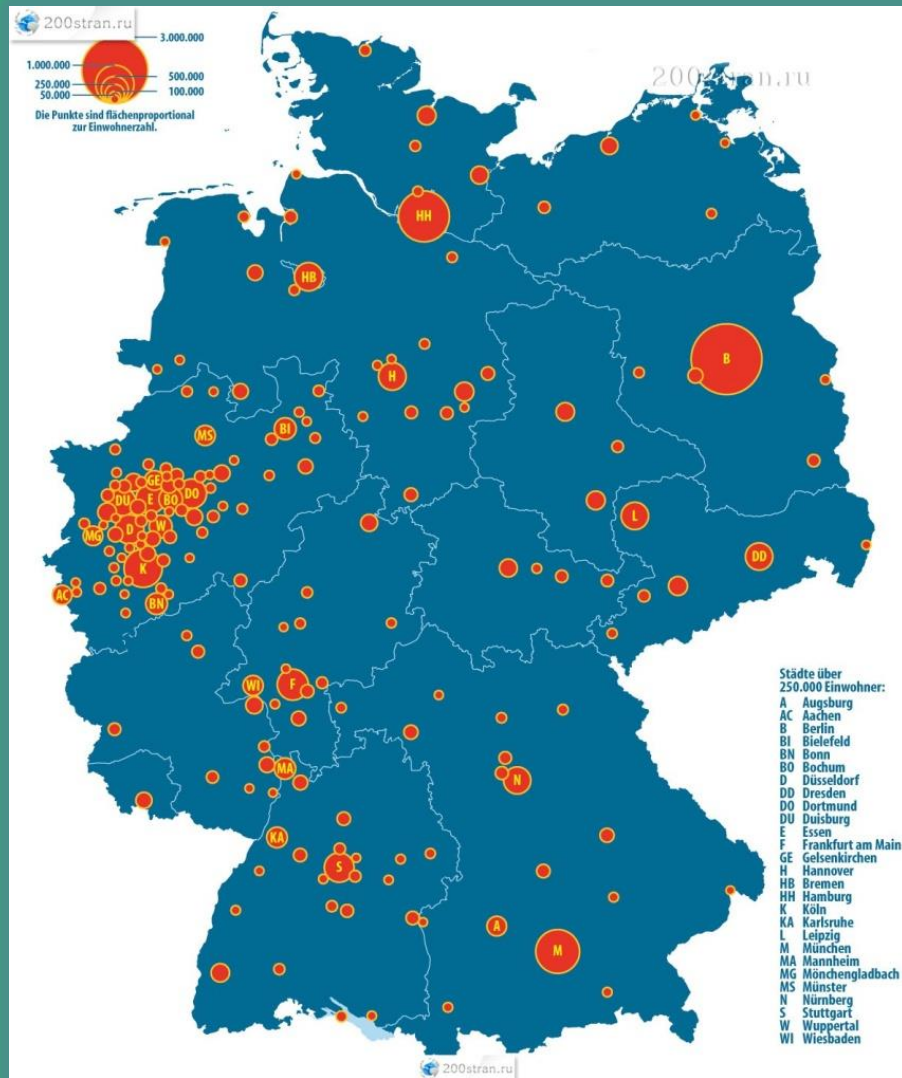 200stran.ru
3.000.000
1.000.000
500.000
250.000
100.000
50.000
Die Punkte sind flächenproportional
zur Einwohnerzahl.
200stran.ru
HH
HB
B
H
MS
BI
GE
DO
DU
E
BO
D
W
MG
L
K
DD
AC
BN
WI
F
MA
N
KA
S
A
M
Städte über
250.000 Einwohner:
A Augsburg
AC Aachen
B Berlin
BI Bielefeld
BN Bonn
BO Bochum
D Düsseldorf
DD Dresden
DO Dortmund
DU Duisburg
E Essen
F Frankfurt am Main
GE Gelsenkirchen
H Hannover
HB Bremen
HH Hamburg
K Köln
KA Karlsruhe
L Leipzig
M München
MA Mannheim
MG Mönchengladbach
MS Münster
N Nürnberg
S Stuttgart
W Wuppertal
WI Wiesbaden
200stran.ru